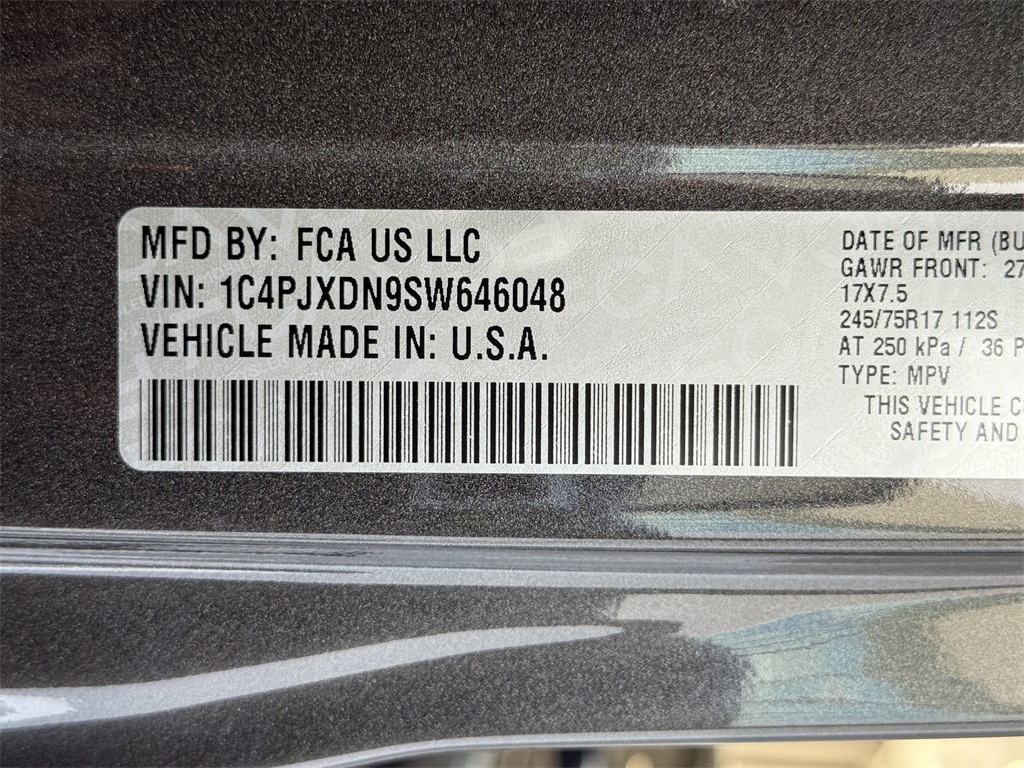 MFD BY: FCA US LLC
VIN: 1C4PJXDN9SW646048
VEHICLE MADE IN: U.S.A.
DATE OF MFR (BU
GAWR FRONT: 27
17X7.5
245/75R17 112S
AT 250 kPa / 36 P
TYPE: MPV
THIS VEHICLE C
SAFETY AND